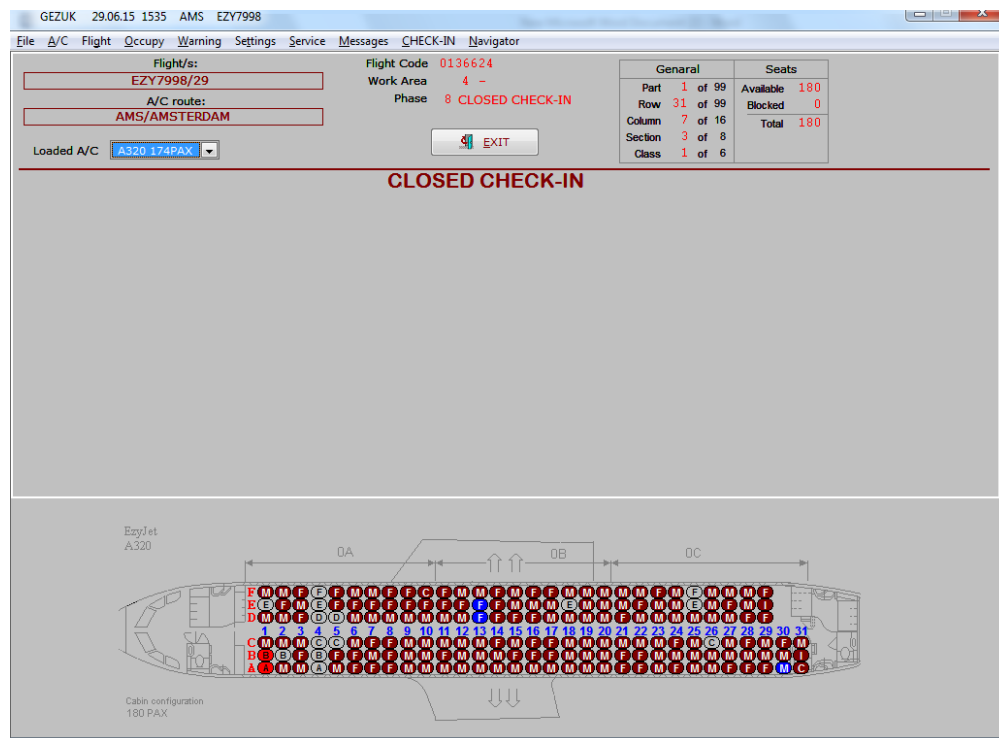 GEZUK 29.06.15 1535 AMS EZY7998
File A/C Flight Occupy Warning Settings Service Messages CHECK-IN Navigator
Flight/s:
EZY7998/29
A/C route:
AMS/AMSTERDAM
Loaded A/C A320 174PAX
Flight Code 0136624
Work Area 4 –
Phase 8 CLOSED CHECK-IN
EXIT
Genaral
Part 1 of 99
Row 31 of 99
Column 7 of 16
Section 3 of 8
Class 1 of 6
Seats
Available 180
Blocked 0
Total 180
CLOSED CHECK-IN
EzyJet
A320
0A 0B 0C
F
E
D
1 2 3 4 5 6 7 8 9 10 11 12 13 14 15 16 17 18 19 20 21 22 23 24 25 26 27 28 29 30 31
C
B
A
Cabin configuration
180 PAX